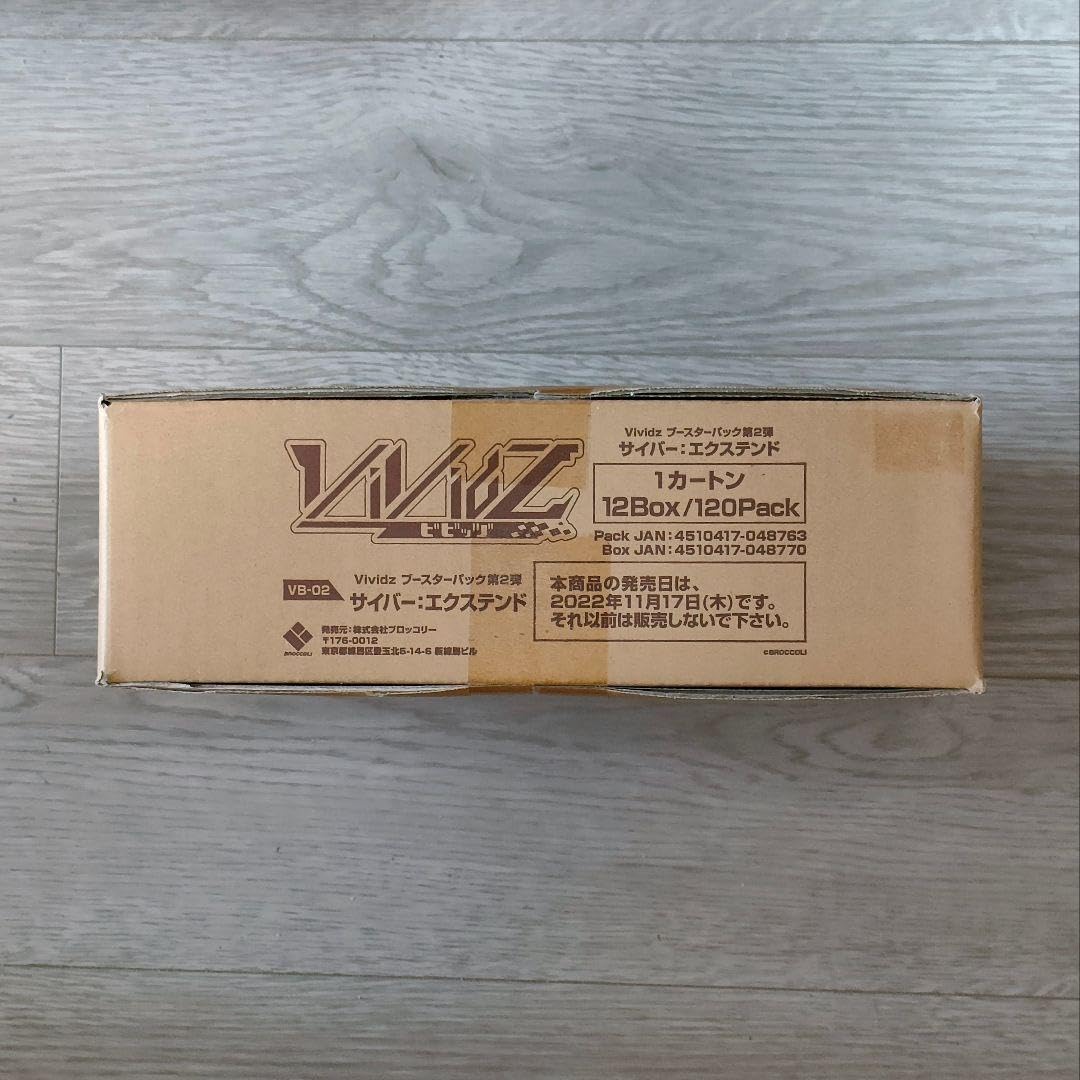 ViVidZ
ビビッヅ
Vividz ブースターパック第2弾
サイバー:エクステンド
1カートン
12Box/120Pack
Pack JAN:4510417-048763
Box JAN:4510417-048770
VB-02
Vividz ブースターパック第2弾
サイバー:エクステンド
本商品の発売日は、
2022年11月17日(木)です。
それ以前は販売しないで下さい。
BROCCOLI
発売元:株式会社ブロッコリー
〒176-0012
東京都練馬区豊玉北5-14-6 新練馬ビル
©BROCCOLI